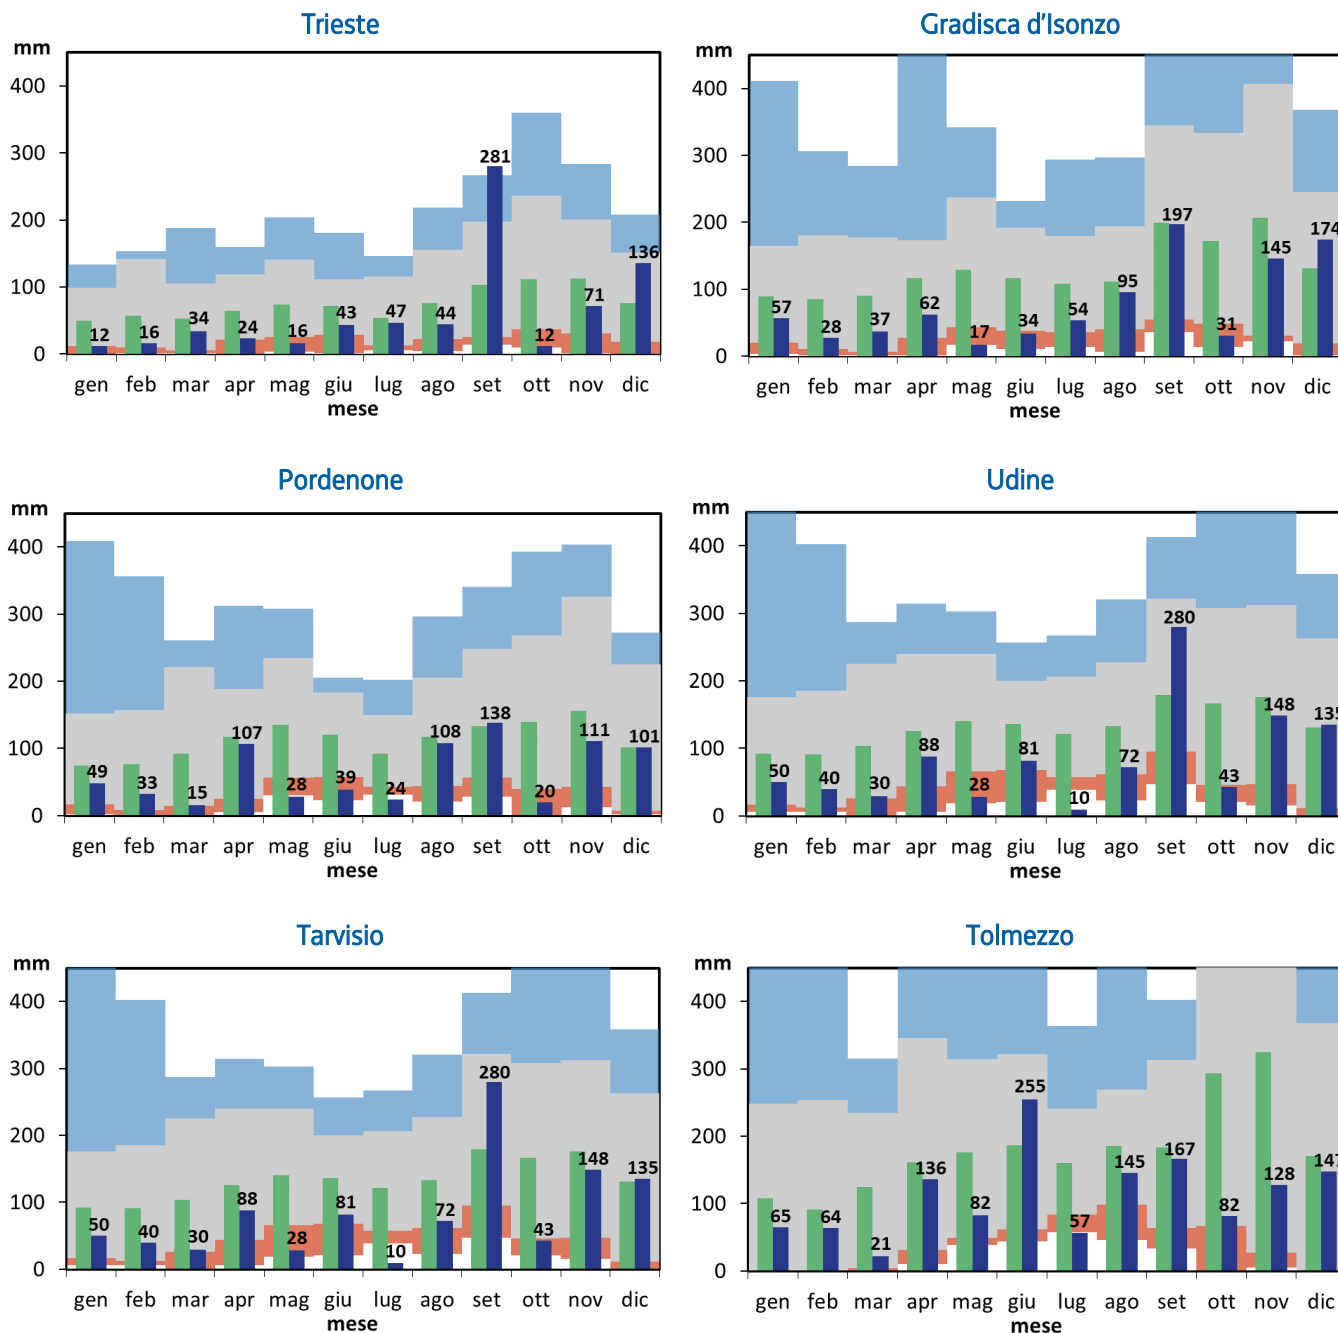 Trieste
mm
400
300
200
100
0
12 16 34 24 16 43 47 44 281 12 71 136
gen feb mar apr mag giu lug ago set ott nov dic
mese
Gradisca d'Isonzo
mm
400
300
200
100
0
57 28 37 62 17 34 54 95 197 31 145 174
gen feb mar apr mag giu lug ago set ott nov dic
mese
Pordenone
mm
400
300
200
100
0
49 33 15 107 28 39 24 108 138 20 111 101
gen feb mar apr mag giu lug ago set ott nov dic
mese
Udine
mm
400
300
200
100
0
50 40 30 88 28 81 10 72 280 43 148 135
gen feb mar apr mag giu lug ago set ott nov dic
mese
Tarvisio
mm
400
300
200
100
0
50 40 30 88 28 81 10 72 280 43 148 135
gen feb mar apr mag giu lug ago set ott nov dic
mese
Tolmezzo
mm
400
300
200
100
0
65 64 21 136 82 255 57 145 167 82 128 147
gen feb mar apr mag giu lug ago set ott nov dic
mese